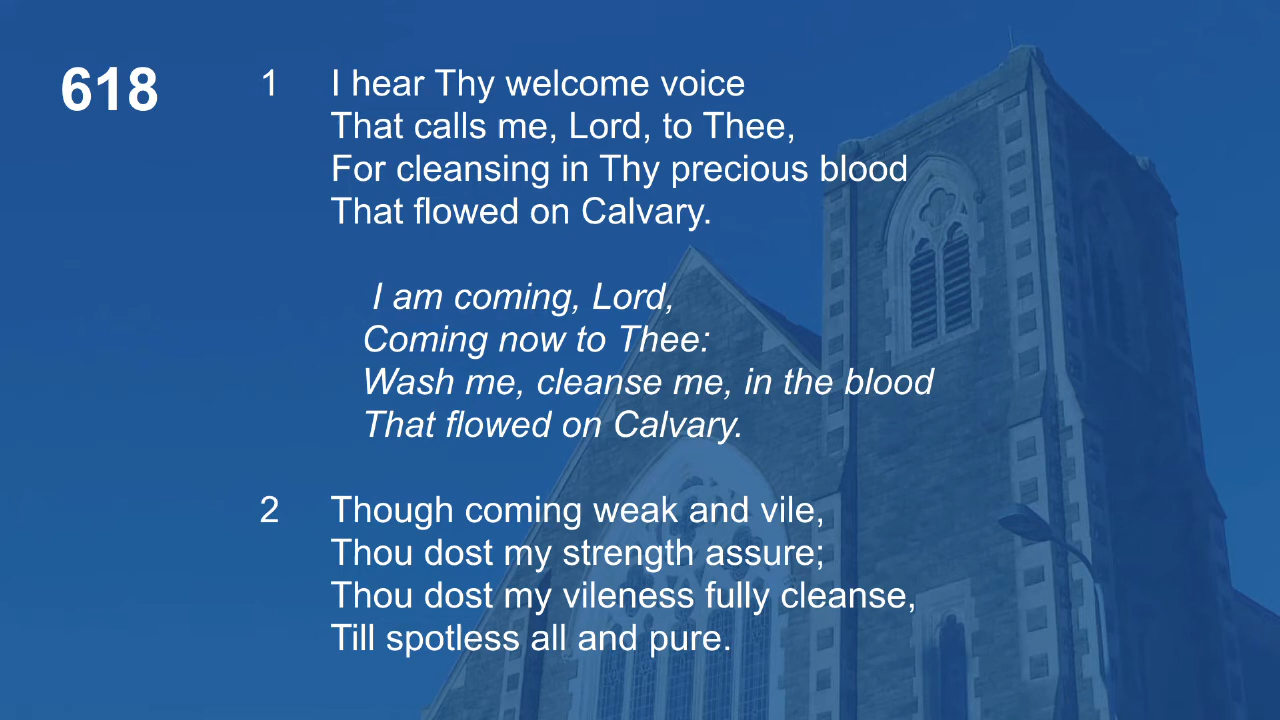 618
1 I hear Thy welcome voice
That calls me, Lord, to Thee,
For cleansing in Thy precious blood
That flowed on Calvary.
I am coming, Lord,
Coming now to Thee:
Wash me, cleanse me, in the blood
That flowed on Calvary.
2 Though coming weak and vile,
Thou dost my strength assure;
Thou dost my vileness fully cleanse,
Till spotless all and pure.